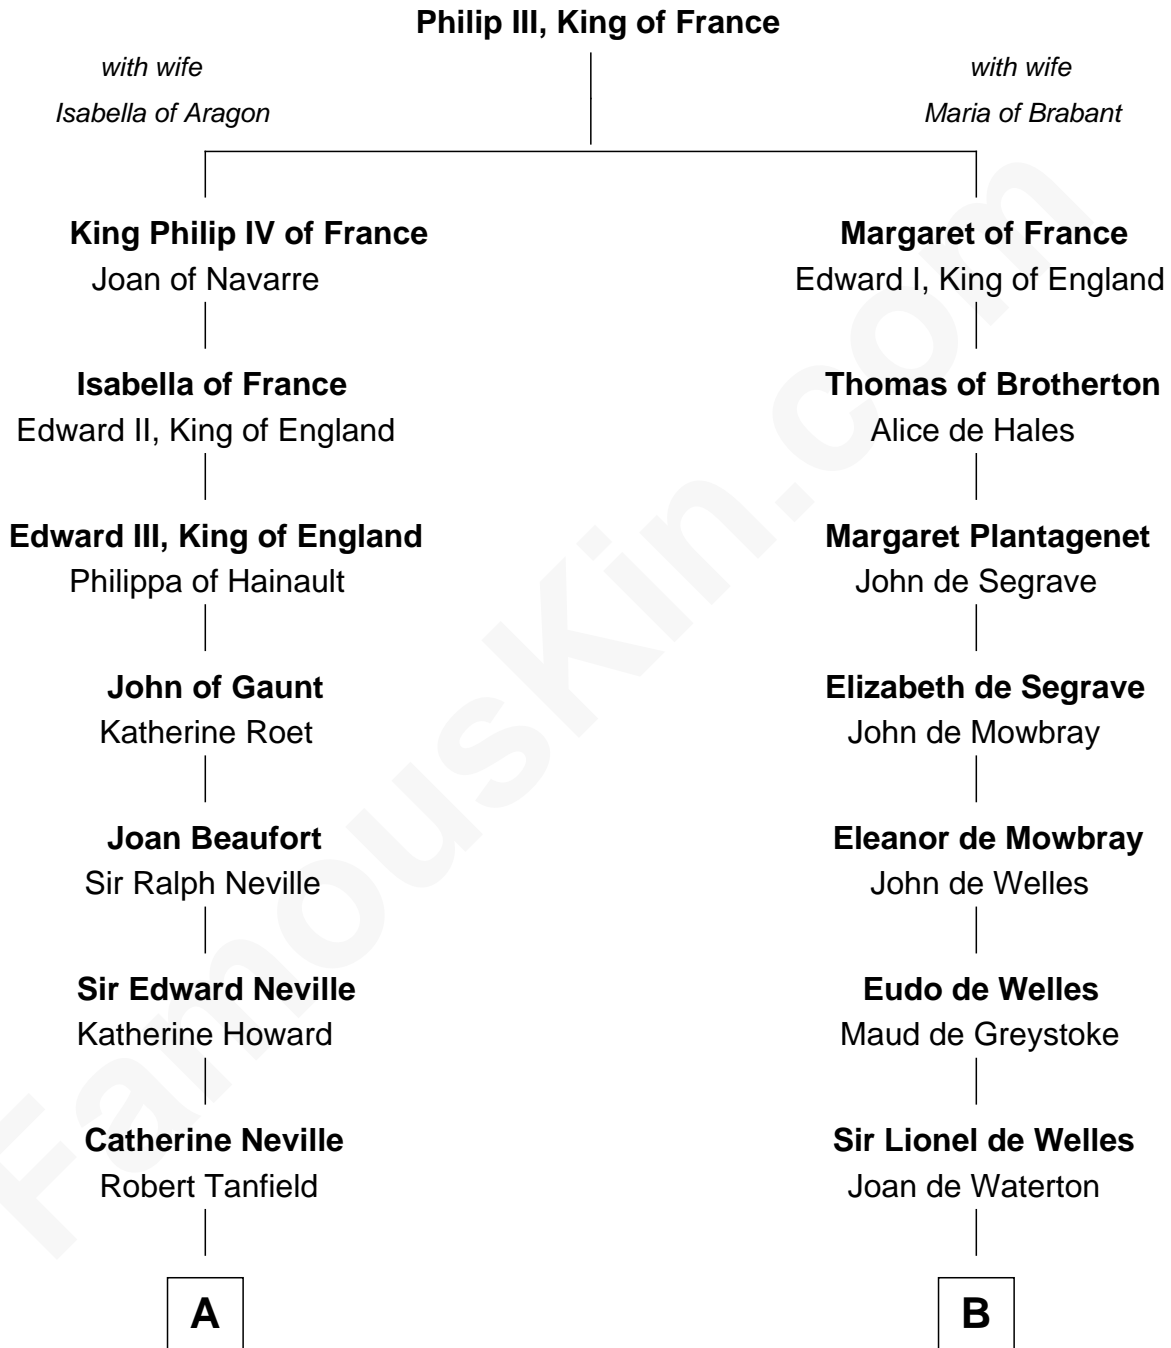 Philip III, King of France
with wife
Isabella of Aragon
with wife
Maria of Brabant
King Philip IV of France
Joan of Navarre
Margaret of France
Edward I, King of England
Isabella of France
Edward II, King of England
Thomas of Brotherton
Alice de Hales
Edward III, King of England
Philippa of Hainault
Margaret Plantagenet
John de Segrave
John of Gaunt
Katherine Roet
Elizabeth de Segrave
John de Mowbray
Joan Beaufort
Sir Ralph Neville
Eleanor de Mowbray
John de Welles
Sir Edward Neville
Katherine Howard
Eudo de Welles
Maud de Greystoke
Catherine Neville
Robert Tanfield
Sir Lionel de Welles
Joan de Waterton
A
B
FamousKin.com